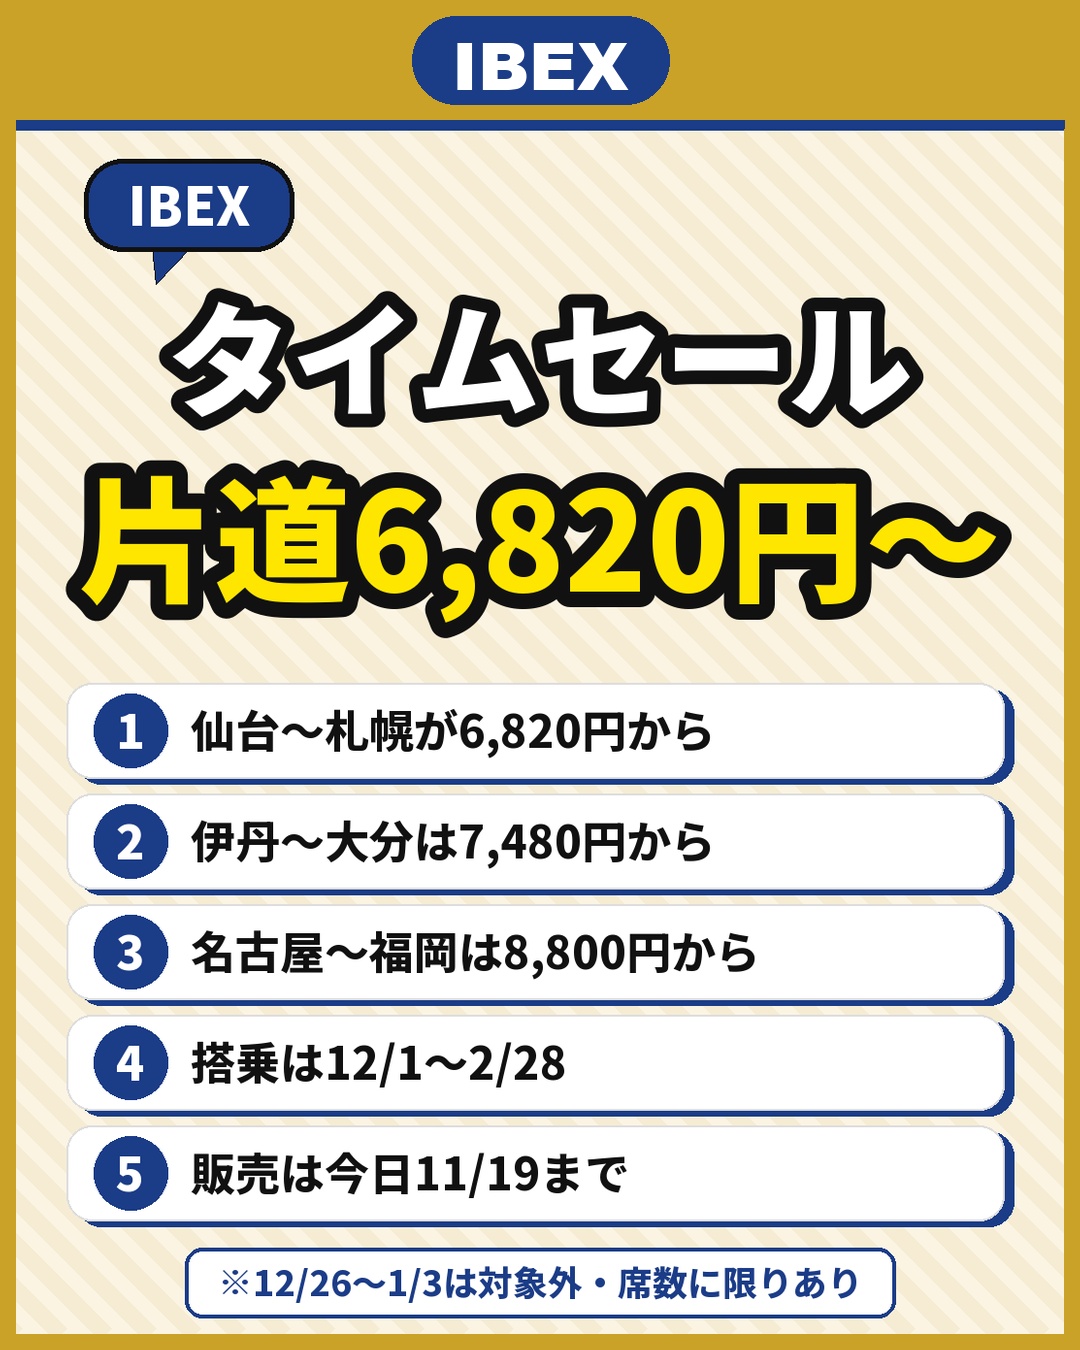 IBEX
IBEX
タイムセール
片道6,820円〜
1 仙台〜札幌が6,820円から
2 伊丹〜大分は7,480円から
3 名古屋〜福岡は8,800円から
4 搭乗は12/1〜2/28
5 販売は今日11/19まで
※12/26〜1/3は対象外・席数に限りあり